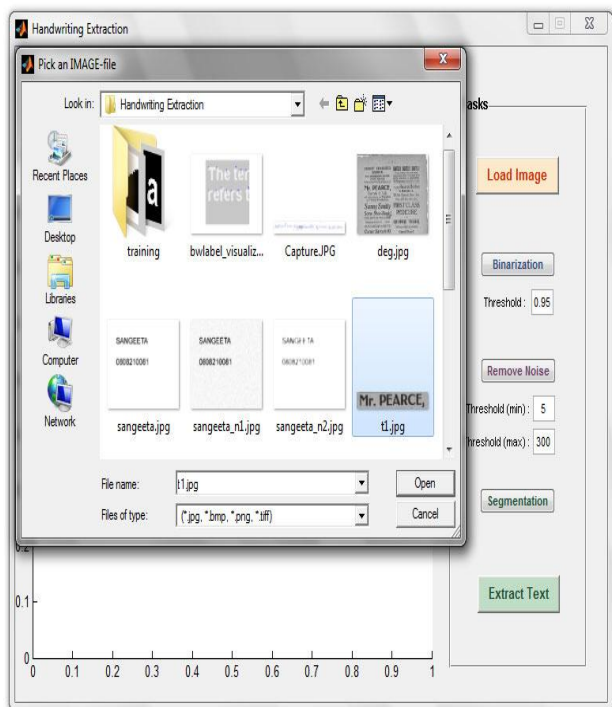 Handwriting Extraction
Pick an IMAGE-file
Look in: Handwriting Extraction
Recent Places
Desktop
Libraries
Computer
Network
training
bwlabel_visualiz...
The ter
refers t
a
Capture.JPG
deg.jpg
Mr. PEARCE,
sangeeta.jpg
SANGEETA
0808210081
sangeeta_n1.jpg
SANGEETA
0808210081
sangeeta_n2.jpg
t1.jpg
Mr. PEARCE,
File name: t1.jpg
Open
Files of type: (*.jpg, *.bmp, *.png, *.tiff)
Cancel
asks
Load Image
Binarization
Threshold : 0.95
Remove Noise
Threshold (min) : 5
hreshold (max) : 300
Segmentation
Extract Text
0.2
0.1
0
0 0.1 0.2 0.3 0.4 0.5 0.6 0.7 0.8 0.9 1